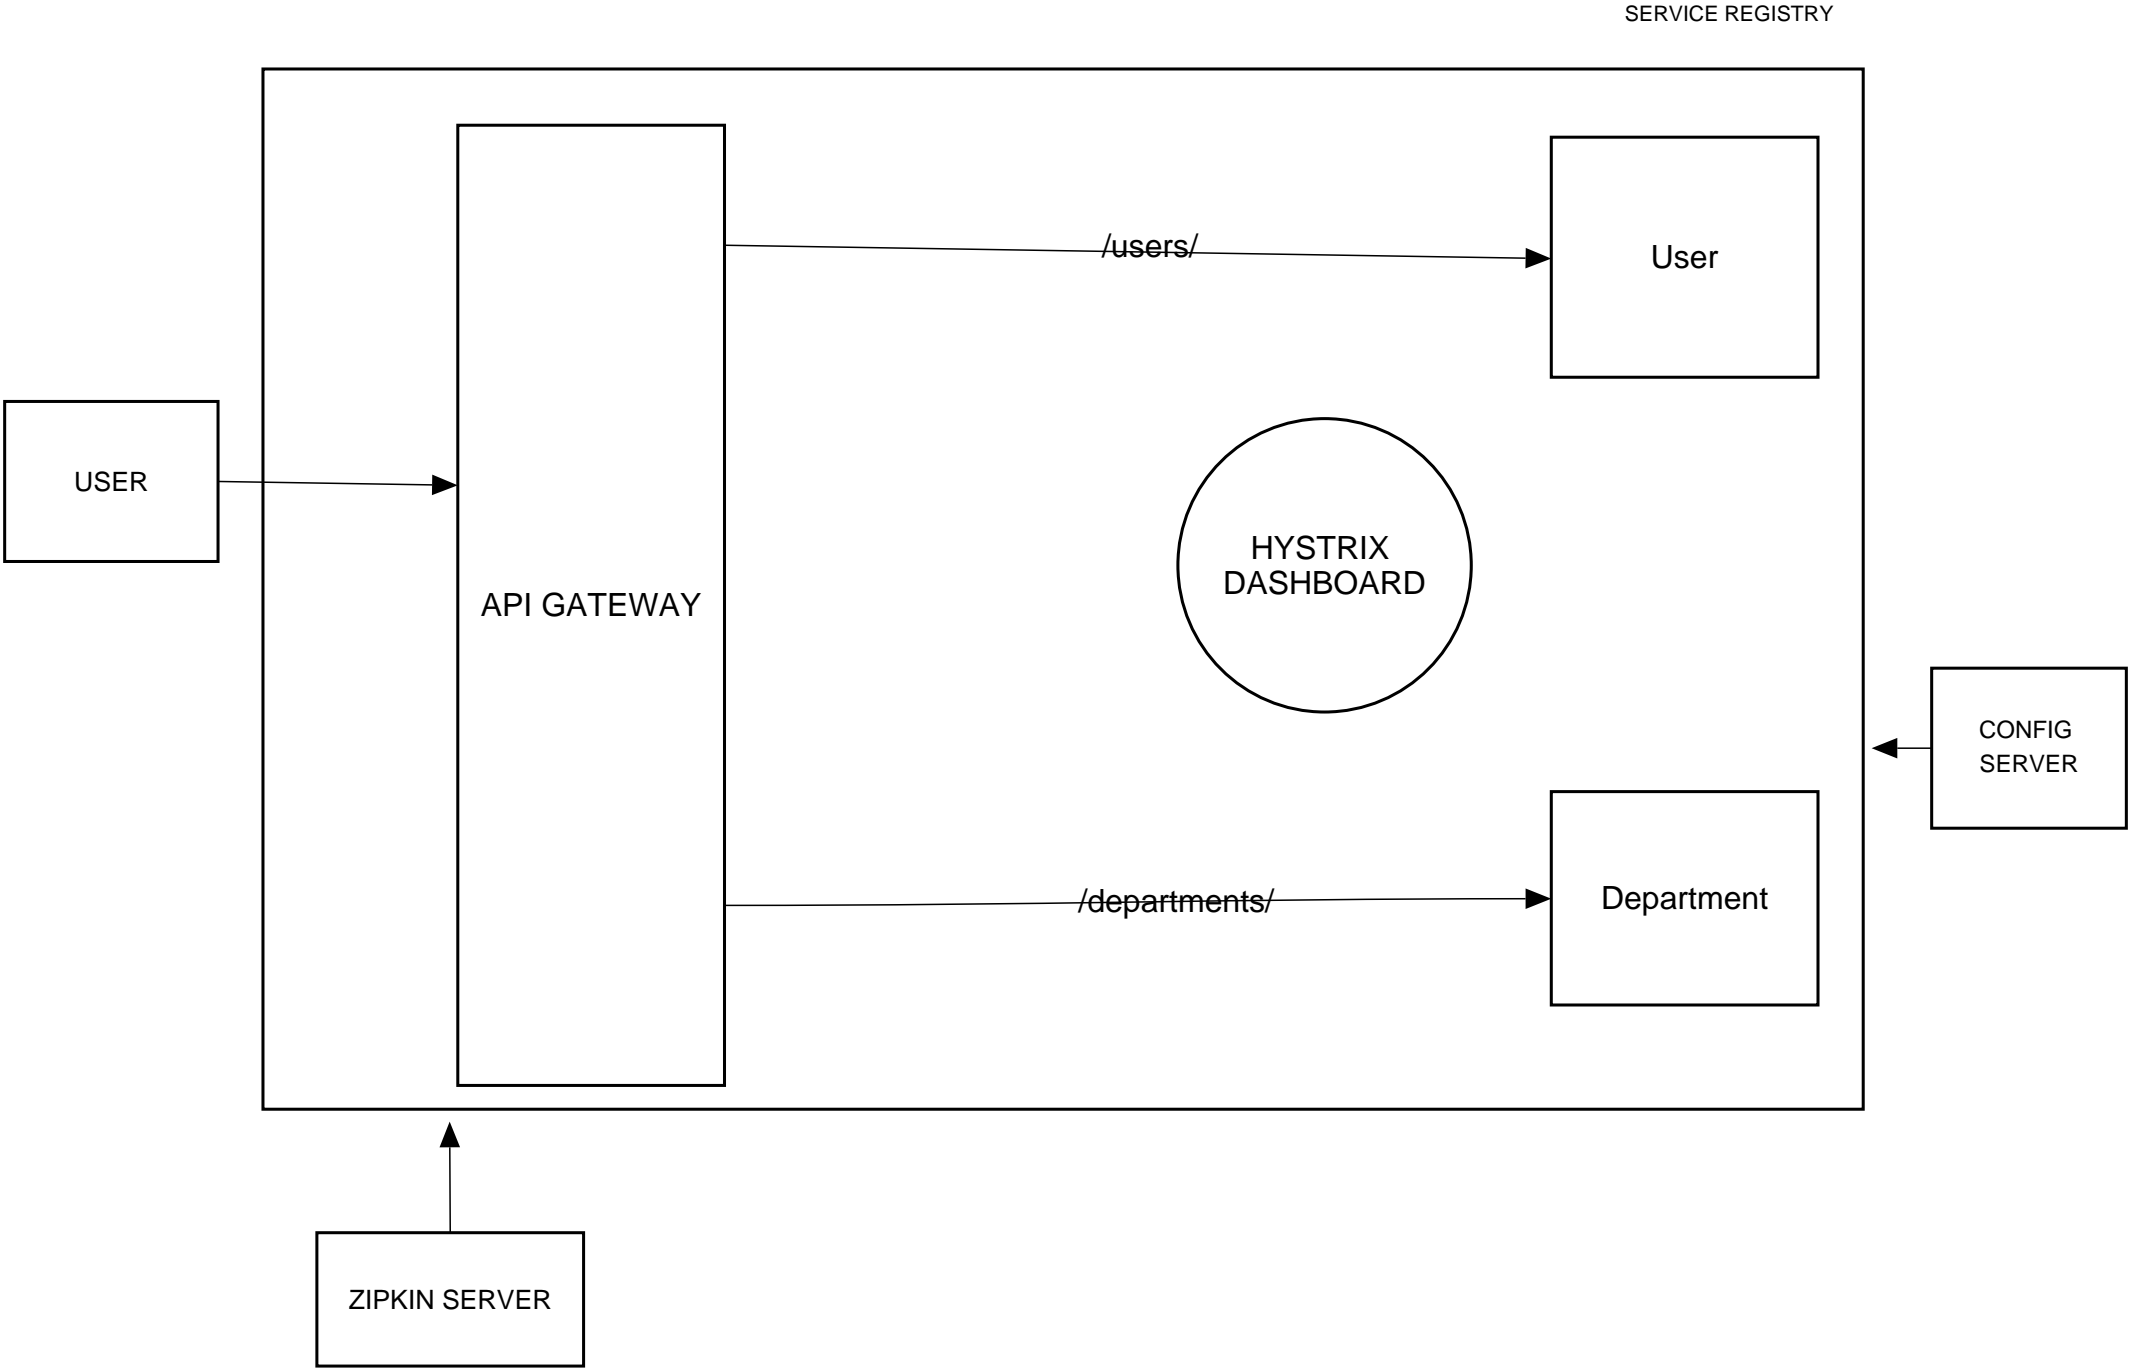 SERVICE REGISTRY
/users/
User
USER
API GATEWAY
HYSTRIX
DASHBOARD
CONFIG
SERVER
/departments/
Department
ZIPKIN SERVER